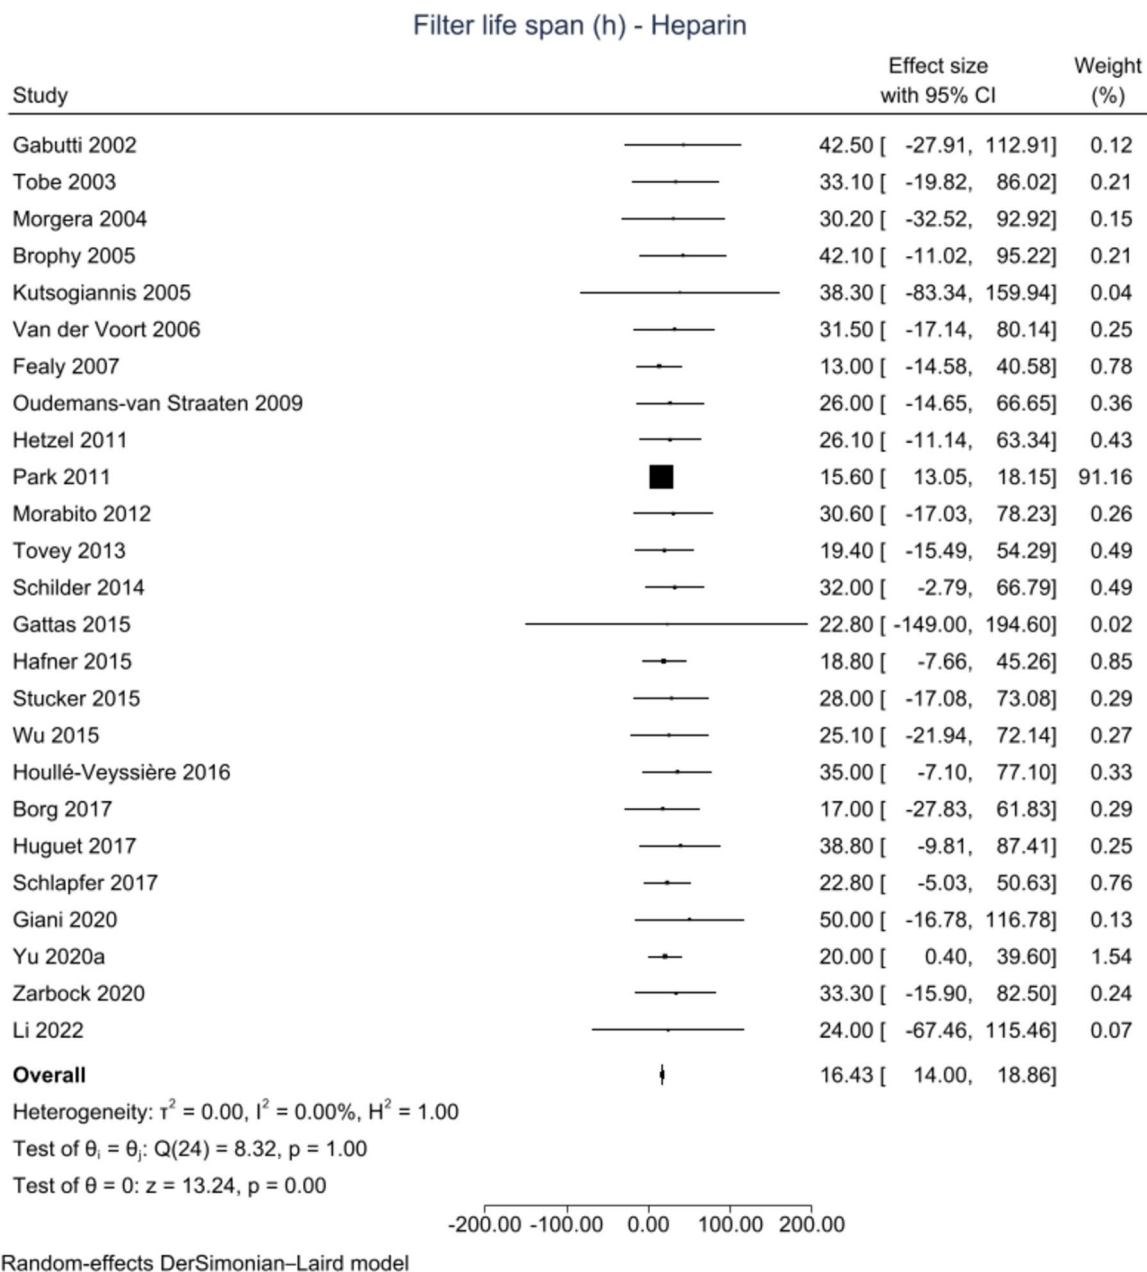 Filter life span (h) - Heparin
Effect size Weight
Study with 95% CI (%)
Gabutti 2002 42.50 [ -27.91, 112.91] 0.12
Tobe 2003 33.10 [ -19.82, 86.02] 0.21
Morgera 2004 30.20 [ -32.52, 92.92] 0.15
Brophy 2005 42.10 [ -11.02, 95.22] 0.21
Kutsogiannis 2005 38.30 [ -83.34, 159.94] 0.04
Van der Voort 2006 31.50 [ -17.14, 80.14] 0.25
Fealy 2007 13.00 [ -14.58, 40.58] 0.78
Oudemans-van Straaten 2009 26.00 [ -14.65, 66.65] 0.36
Hetzel 2011 26.10 [ -11.14, 63.34] 0.43
Park 2011 15.60 [ 13.05, 18.15] 91.16
Morabito 2012 30.60 [ -17.03, 78.23] 0.26
Tovey 2013 19.40 [ -15.49, 54.29] 0.49
Schilder 2014 32.00 [ -2.79, 66.79] 0.49
Gattas 2015 22.80 [ -149.00, 194.60] 0.02
Hafner 2015 18.80 [ -7.66, 45.26] 0.85
Stucker 2015 28.00 [ -17.08, 73.08] 0.29
Wu 2015 25.10 [ -21.94, 72.14] 0.27
Houllé-Veyssière 2016 35.00 [ -7.10, 77.10] 0.33
Borg 2017 17.00 [ -27.83, 61.83] 0.29
Huguet 2017 38.80 [ -9.81, 87.41] 0.25
Schlapfer 2017 22.80 [ -5.03, 50.63] 0.76
Giani 2020 50.00 [ -16.78, 116.78] 0.13
Yu 2020a 20.00 [ 0.40, 39.60] 1.54
Zarbock 2020 33.30 [ -15.90, 82.50] 0.24
Li 2022 24.00 [ -67.46, 115.46] 0.07
Overall 16.43 [ 14.00, 18.86]
Heterogeneity: τ² = 0.00, I² = 0.00%, H² = 1.00
Test of θᵢ = θⱼ: Q(24) = 8.32, p = 1.00
Test of θ = 0: z = 13.24, p = 0.00
-200.00 -100.00 0.00 100.00 200.00
Random-effects DerSimonian–Laird model